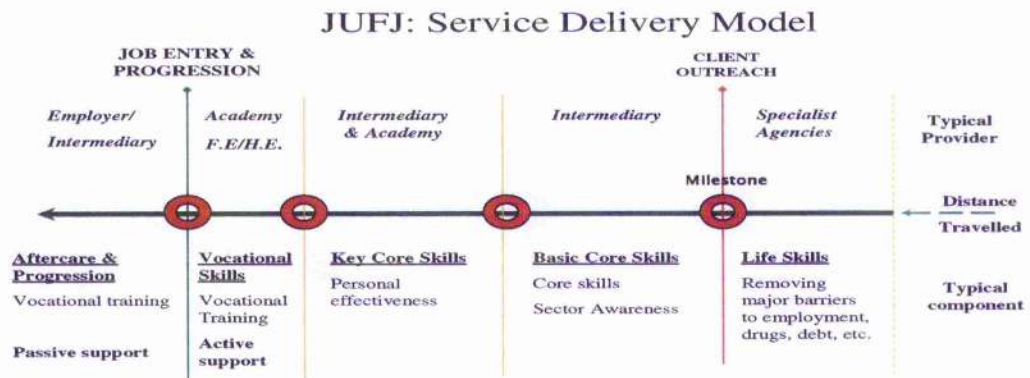 JUFJ: Service Delivery Model
JOB ENTRY &
PROGRESSION
CLIENT
OUTREACH
Employer/
Intermediary
Academy
F.E/H.E.
Intermediary
& Academy
Intermediary
Specialist
Agencies
Typical
Provider
Milestone
Distance
Travelled
Aftercare &
Progression
Vocational training
Passive support
Vocational
Skills
Vocational
Training
Active
support
Key Core Skills
Personal
effectiveness
Basic Core Skills
Core skills
Sector Awareness
Life Skills
Removing
major barriers
to employment,
drugs, debt, etc.
Typical
component